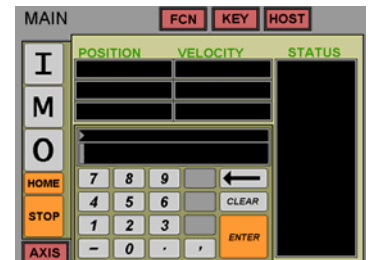 MAIN FCN KEY HOST
POSITION VELOCITY STATUS
I
M
O
HOME
STOP
AXIS
>
7 8 9 ←
4 5 6 CLEAR
1 2 3 ENTER
- 0 . ,